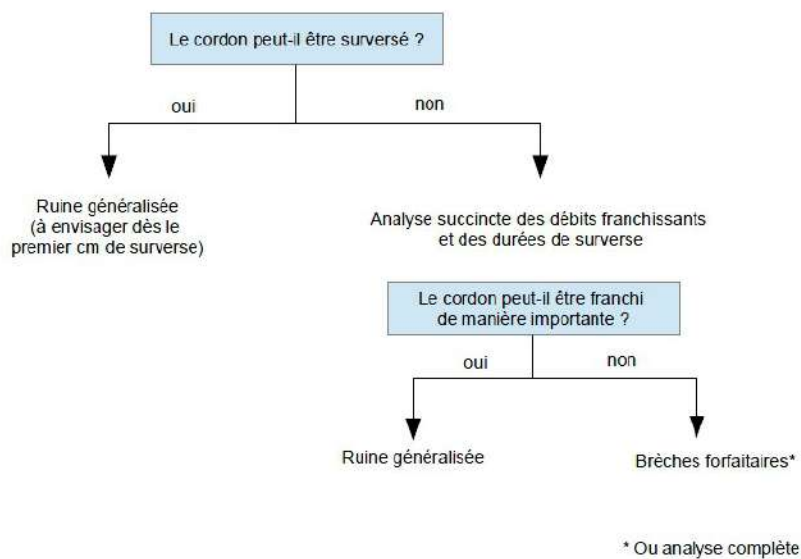 Le cordon peut-il être surversé ?
oui
non
Ruine généralisée
(à envisager dès le
premier cm de surverse)
Analyse succincte des débits franchissants
et des durées de surverse
Le cordon peut-il être franchi
de manière importante ?
oui
non
Ruine généralisée
Brèches forfaitaires*
* Ou analyse complète